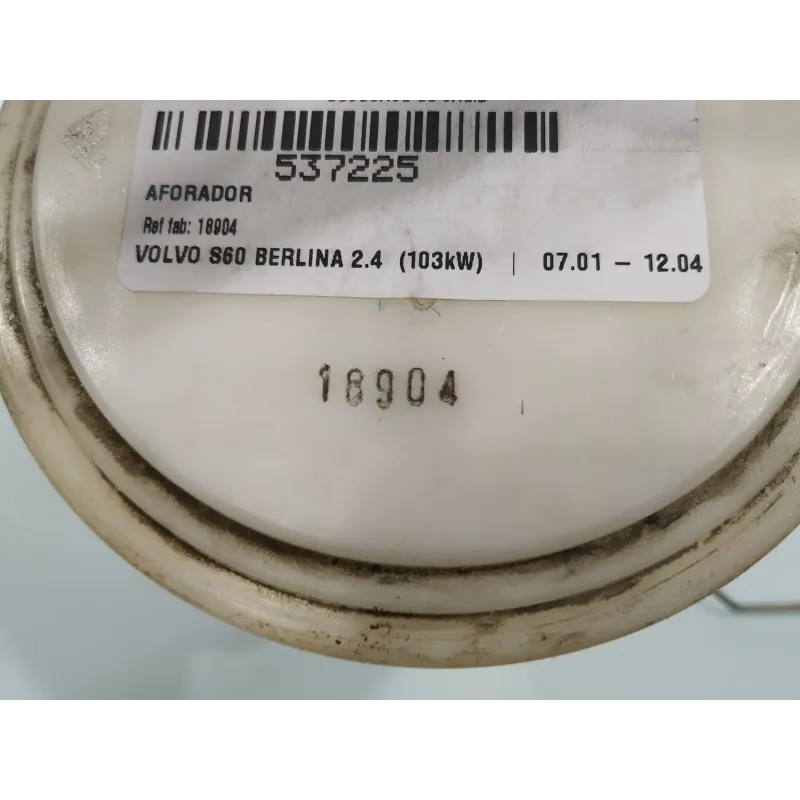 537225
AFORADOR
Ref fab: 18904
VOLVO S60 BERLINA 2.4 (103kW) | 07.01 - 12.04
18904